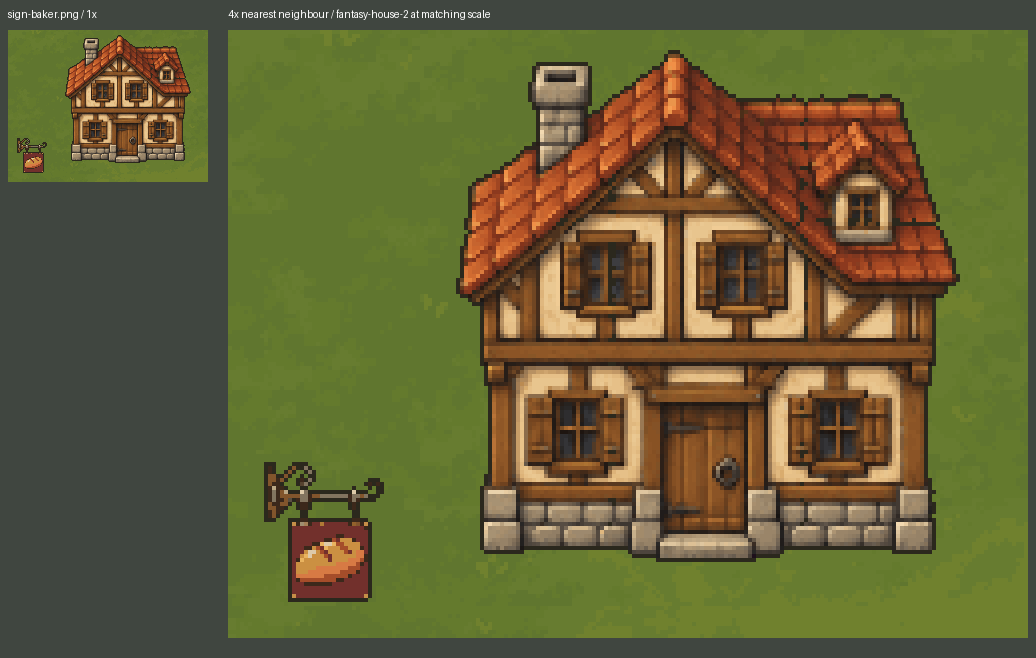 sign-baker.png / 1x
4x nearest neighbour / fantasy-house-2 at matching scale